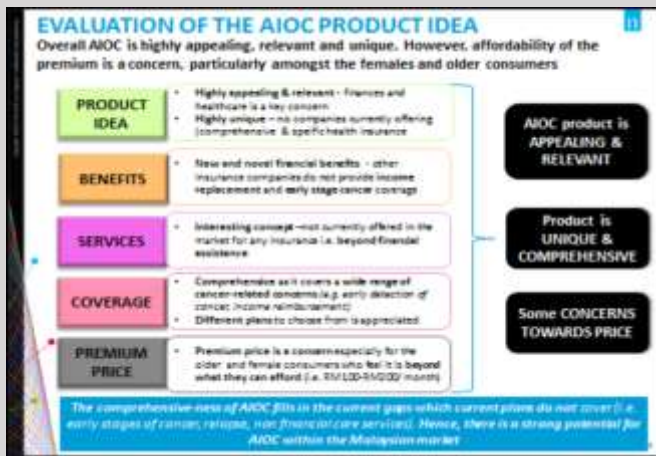 EVALUATION OF THE AIOC PRODUCT IDEA
n
Overall AIOC is highly appealing, relevant and unique. However, affordability of the
premium is a concern, particularly amongst the females and older consumers
PRODUCT
IDEA
• Highly appealing & relevant - finances and
healthcare is a key concern
• Highly unique – no companies currently offering
(comprehensive & specific health insurance
BENEFITS
• New and novel financial benefits - other
insurance companies do not provide income
replacement and early stage cancer coverage
SERVICES
• Interesting concept –not currently offered in the
market for any insurance i.e. beyond financial
assistance
COVERAGE
• Comprehensive as it covers a wide range of
cancer-related concerns (e.g. early detection of
cancer, income reimbursement)
• Different plans to choose from is appreciated
PREMIUM
PRICE
• Premium price is a concern especially for the
older and female consumers who feel it is beyond
what they can afford (i.e. RM100-RM200/ month)
AIOC product is
APPEALING &
RELEVANT
Product is
UNIQUE &
COMPREHENSIVE
Some CONCERNS
TOWARDS PRICE
The comprehensive-ness of AIOC fills in the current gaps which current plans do not cover (i.e.
early stages of cancer, relapse, non financial care services). Hence, there is a strong potential for
AIOC within the Malaysian market